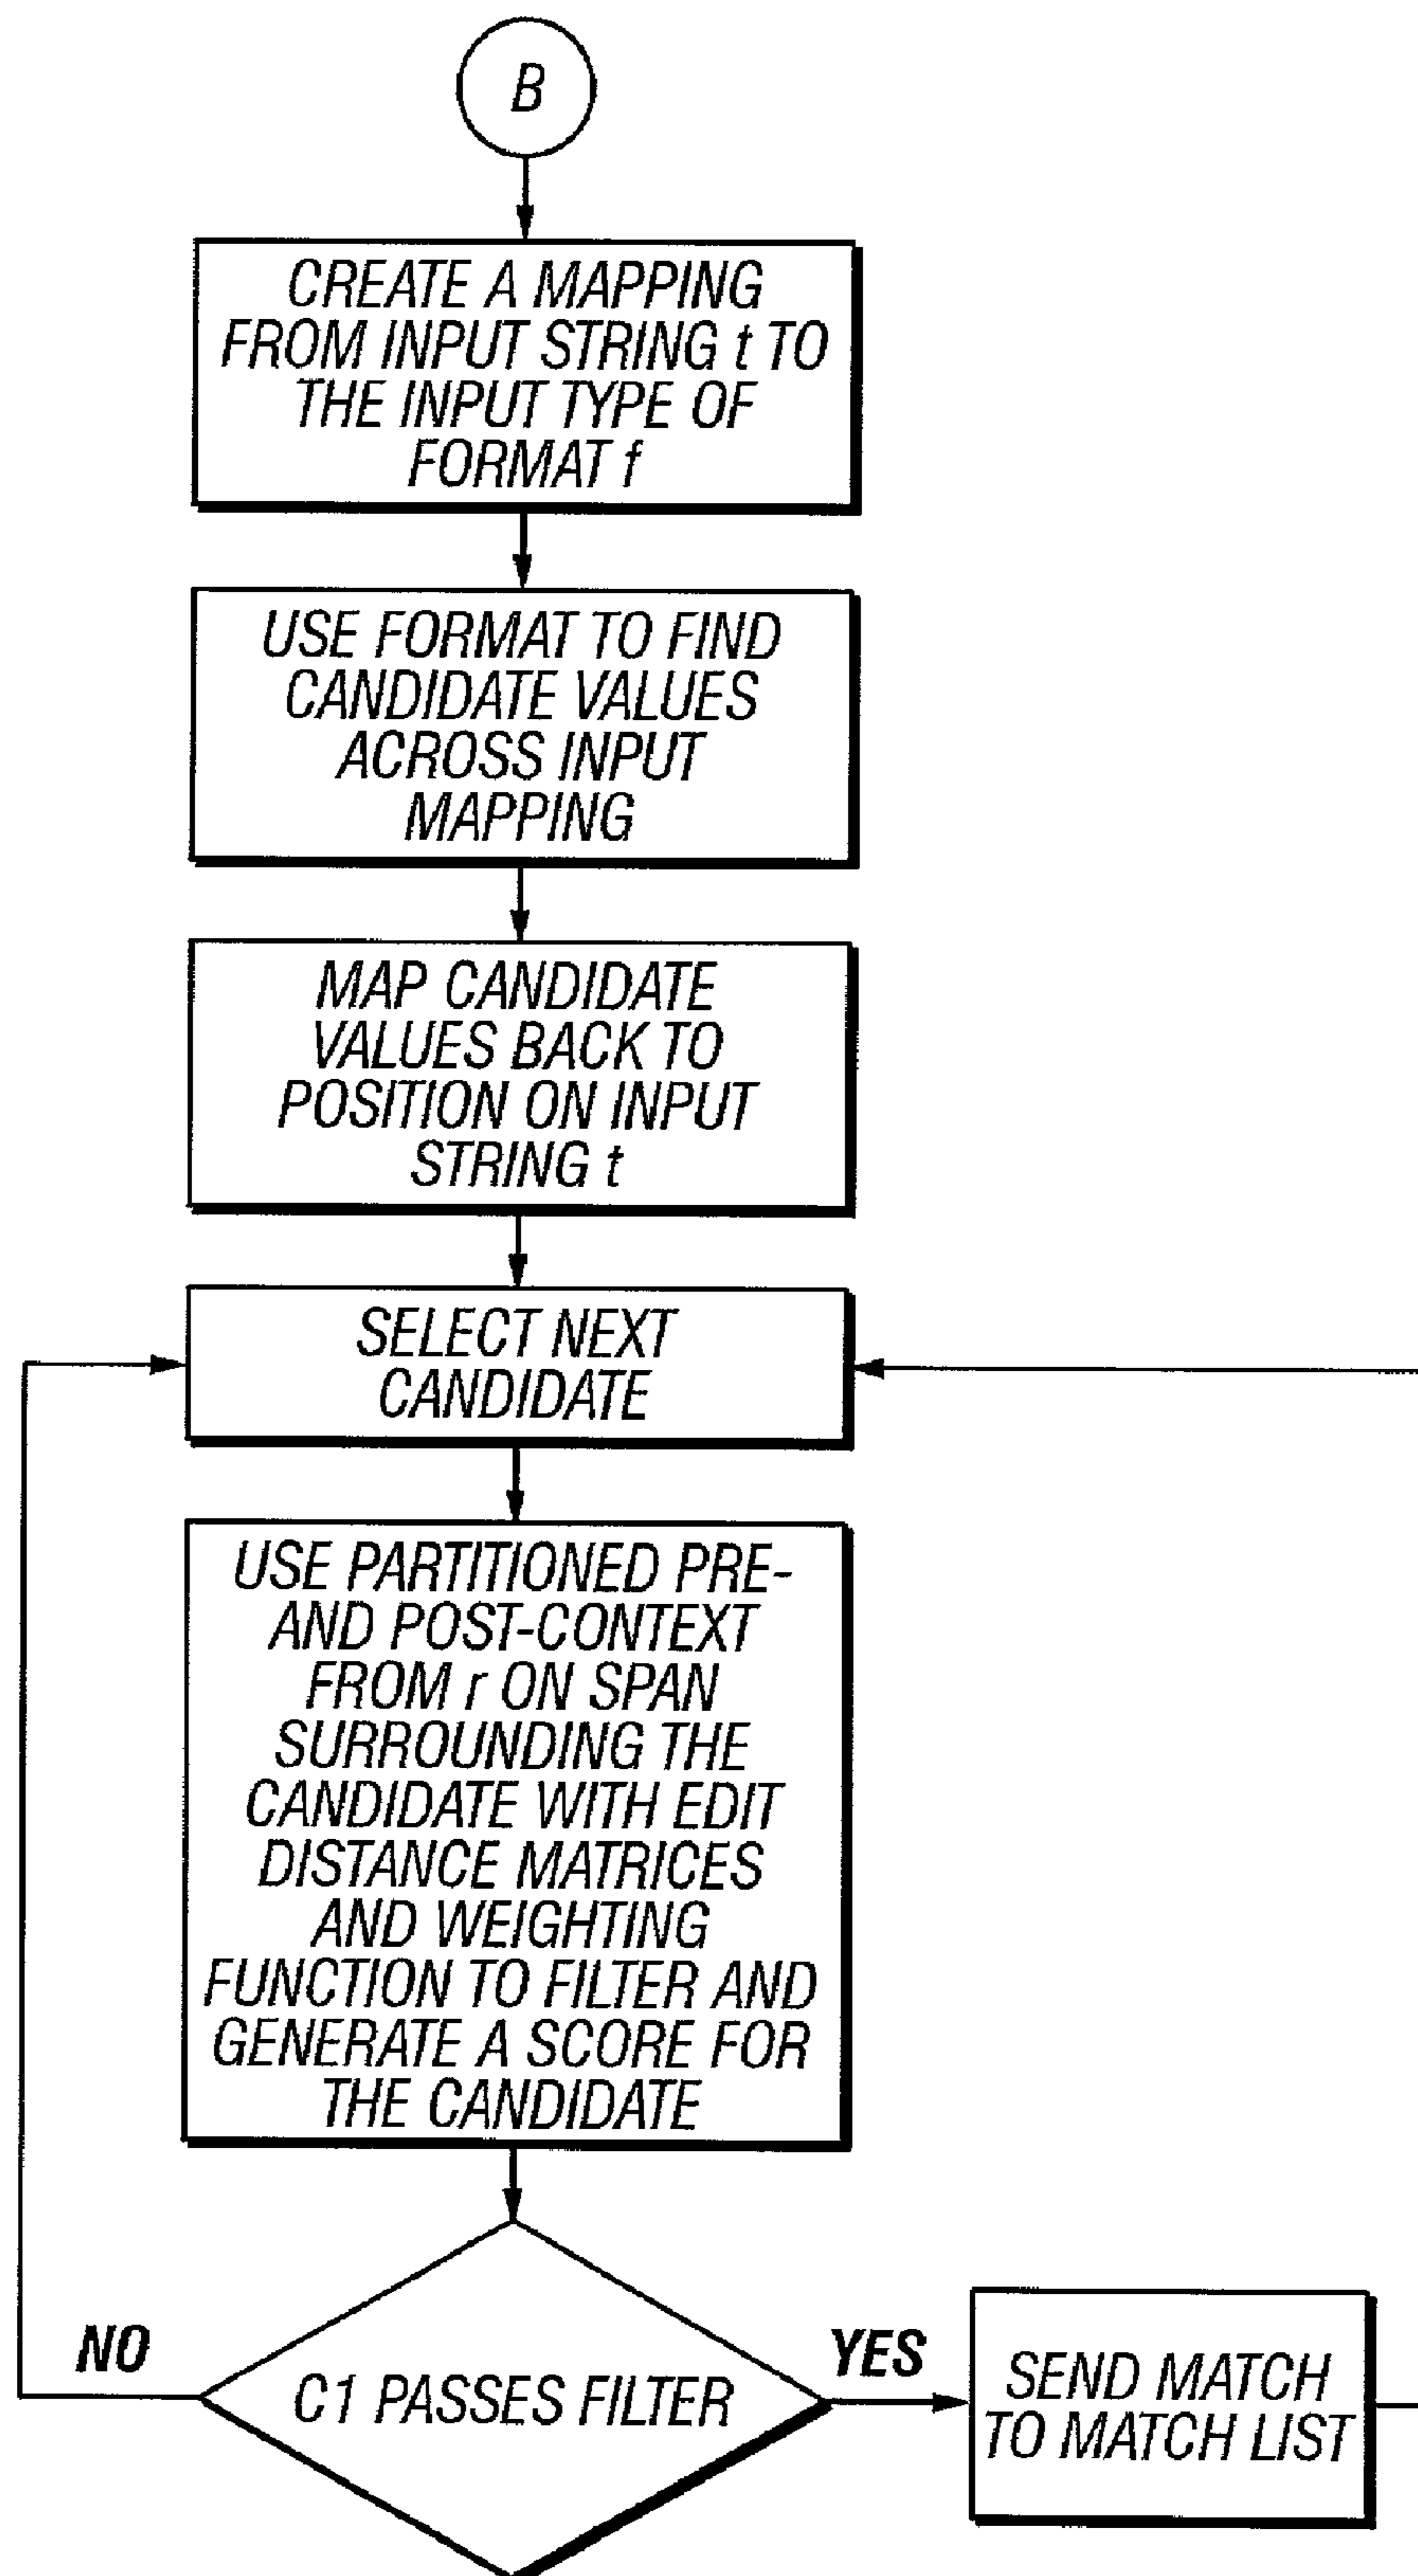 B
CREATE A MAPPING
FROM INPUT STRING t TO
THE INPUT TYPE OF
FORMAT f
USE FORMAT TO FIND
CANDIDATE VALUES
ACROSS INPUT
MAPPING
MAP CANDIDATE
VALUES BACK TO
POSITION ON INPUT
STRING t
SELECT NEXT
CANDIDATE
USE PARTITIONED PRE-
AND POST-CONTEXT
FROM r ON SPAN
SURROUNDING THE
CANDIDATE WITH EDIT
DISTANCE MATRICES
AND WEIGHTING
FUNCTION TO FILTER AND
GENERATE A SCORE FOR
THE CANDIDATE
NO
C1 PASSES FILTER
YES
SEND MATCH
TO MATCH LIST